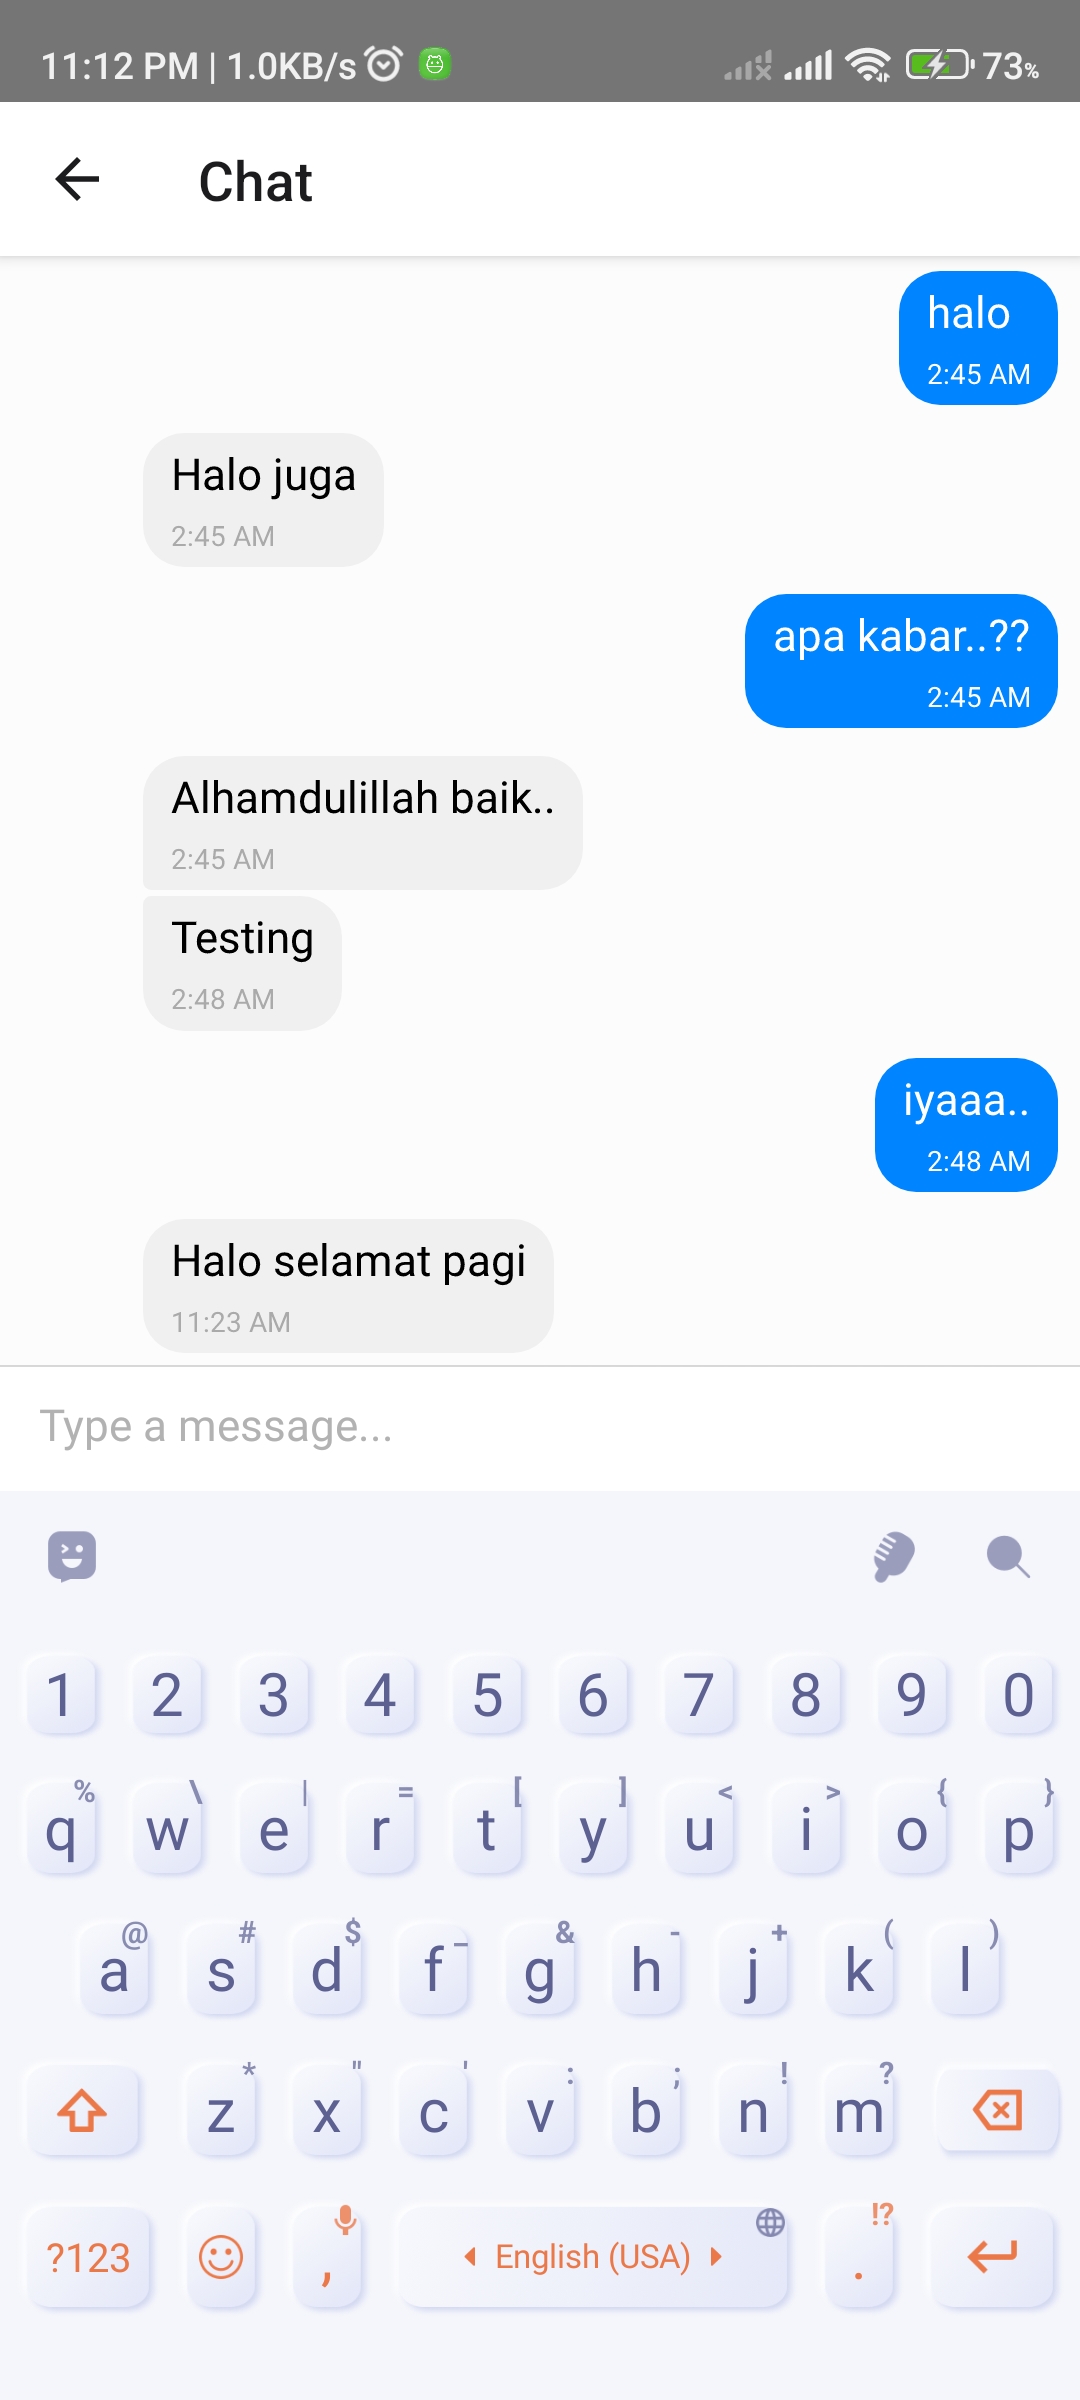 11:12 PM | 1.0KB/s 73%
Chat
halo
2:45 AM
Halo juga
2:45 AM
apa kabar..??
2:45 AM
Alhamdulillah baik..
2:45 AM
Testing
2:48 AM
iyaaa..
2:48 AM
Halo selamat pagi
11:23 AM
Type a message...
1 2 3 4 5 6 7 8 9 0
% \ | = [ ] < > { }
q w e r t y u i o p
@ # $ _ & - + ( )
a s d f g h j k l
* " ' : ; ! ?
z x c v b n m
!?
?123 , English (USA) .